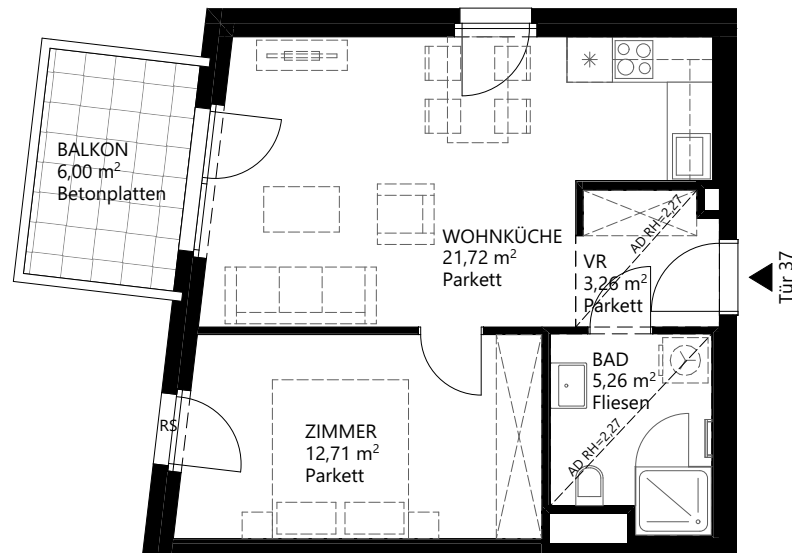 BALKON
6,00 m²
Betonplatten
WOHNKÜCHE
21,72 m²
Parkett
AD RH=2,27
VR
3,26 m²
Parkett
Tür 37
RS
ZIMMER
12,71 m²
Parkett
BAD
5,26 m²
Fliesen
AD RH=2,27